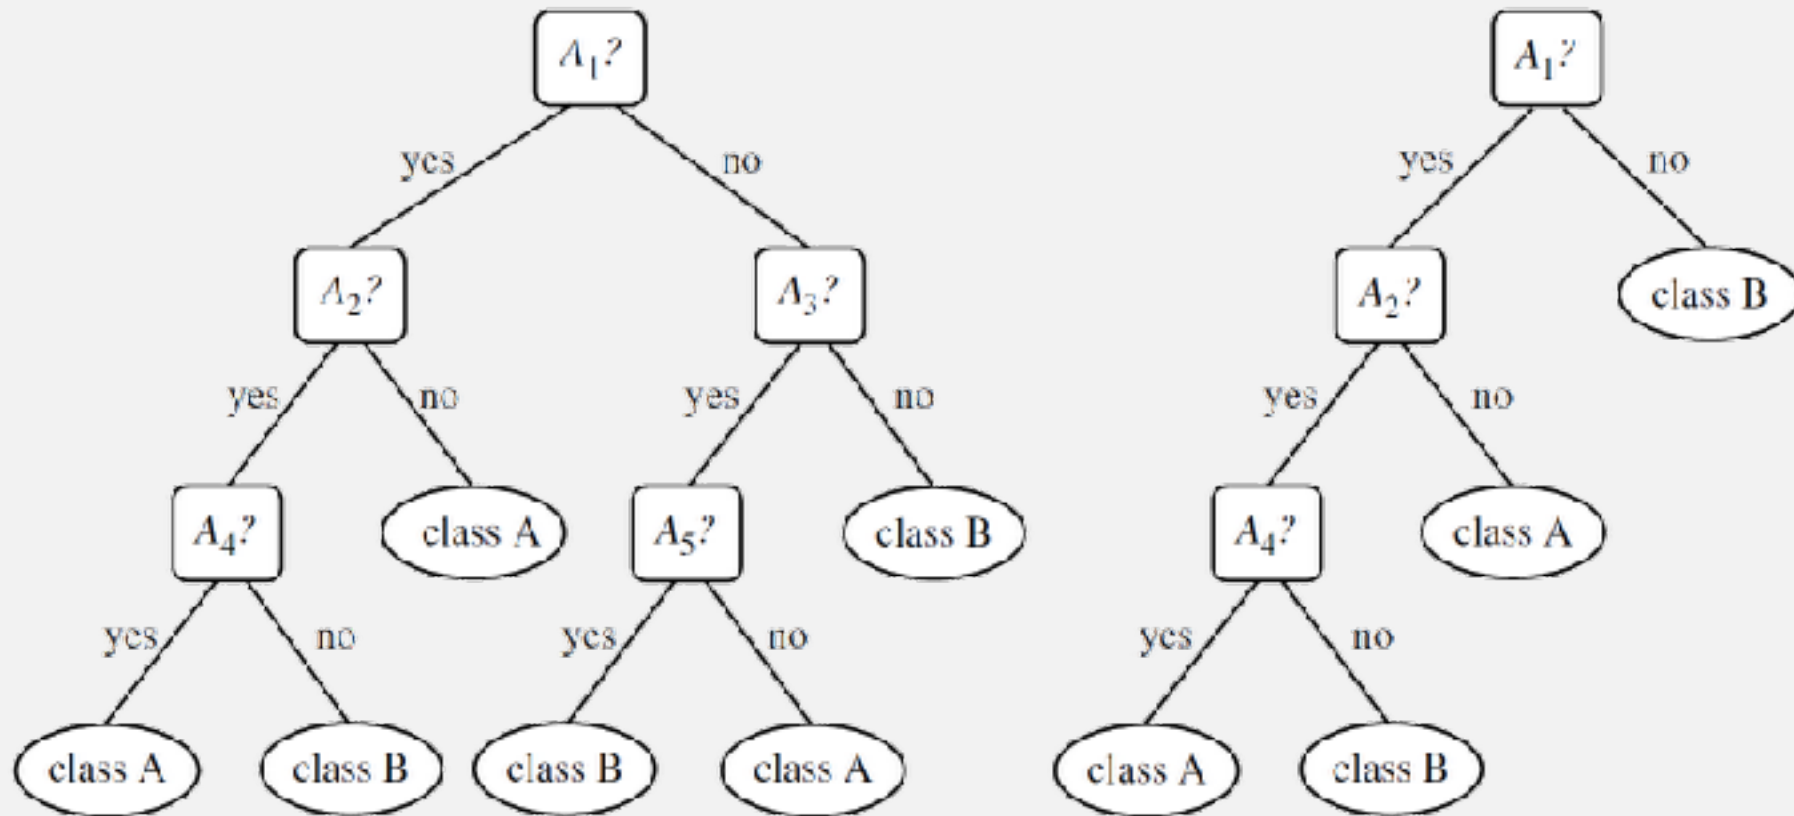 A₁? A₁?
yes no yes no
A₂? A₃? A₂? class B
yes no yes no yes no
A₄? class A A₅? class B A₄? class A
yes no yes no yes no
class A class B class B class A class A class B